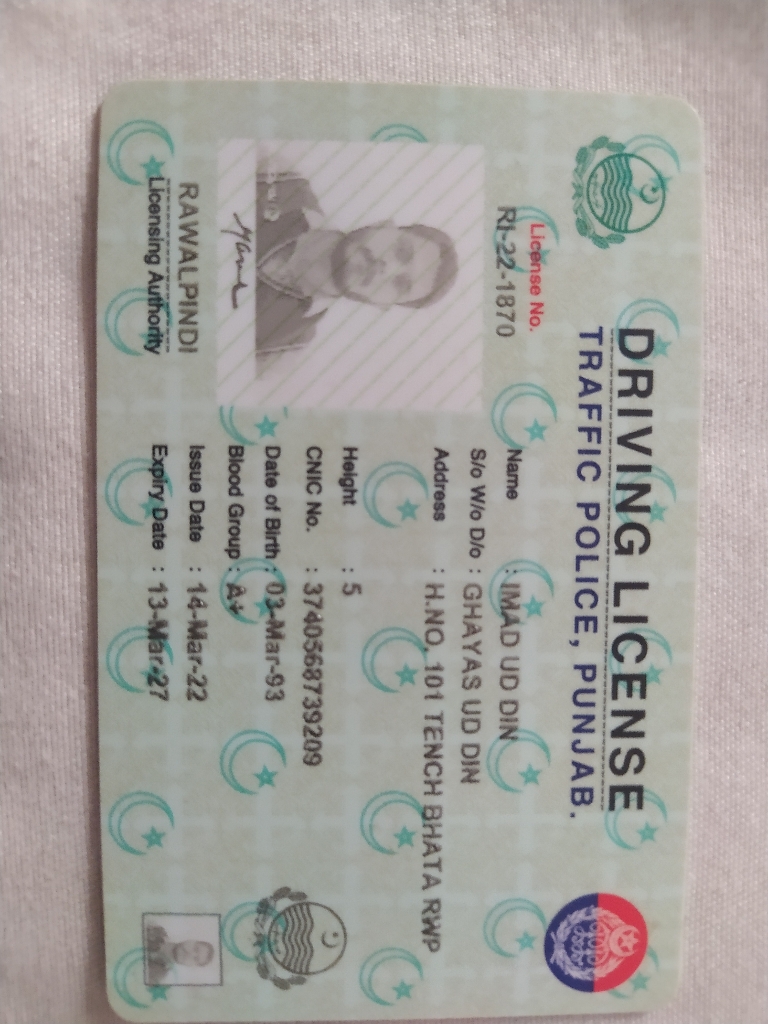 DRIVING LICENSE
TRAFFIC POLICE, PUNJAB.
License No.
RI-22-1870
Name : IMAD UD DIN
S/o W/o D/o : GHAYAS UD DIN
Address : H.NO, 101 TENCH BHATA RWP
Height : 5
CNIC No. : 3740568739209
Date of Birth : 03-Mar-93
Blood Group : A+
Issue Date : 14-Mar-22
Expiry Date : 13-Mar-27
RAWALPINDI
Licensing Authority